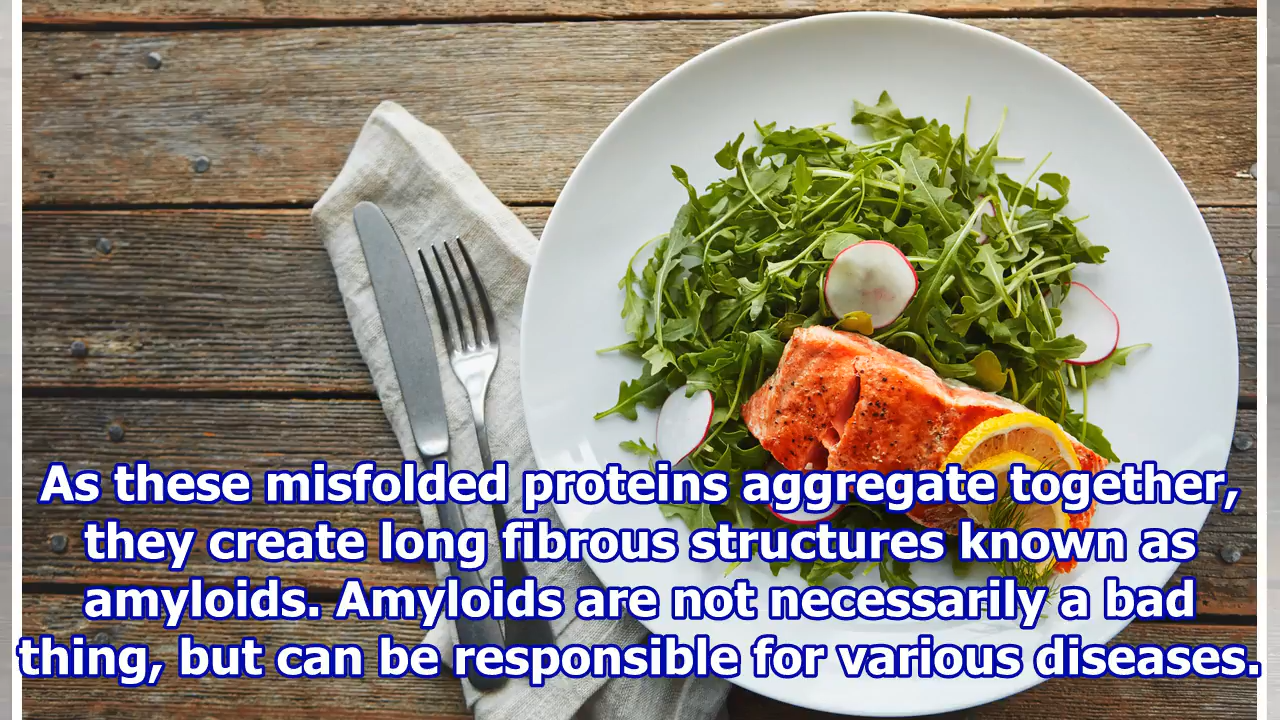 As these misfolded proteins aggregate together,
they create long fibrous structures known as
amyloids. Amyloids are not necessarily a bad
thing, but can be responsible for various diseases.